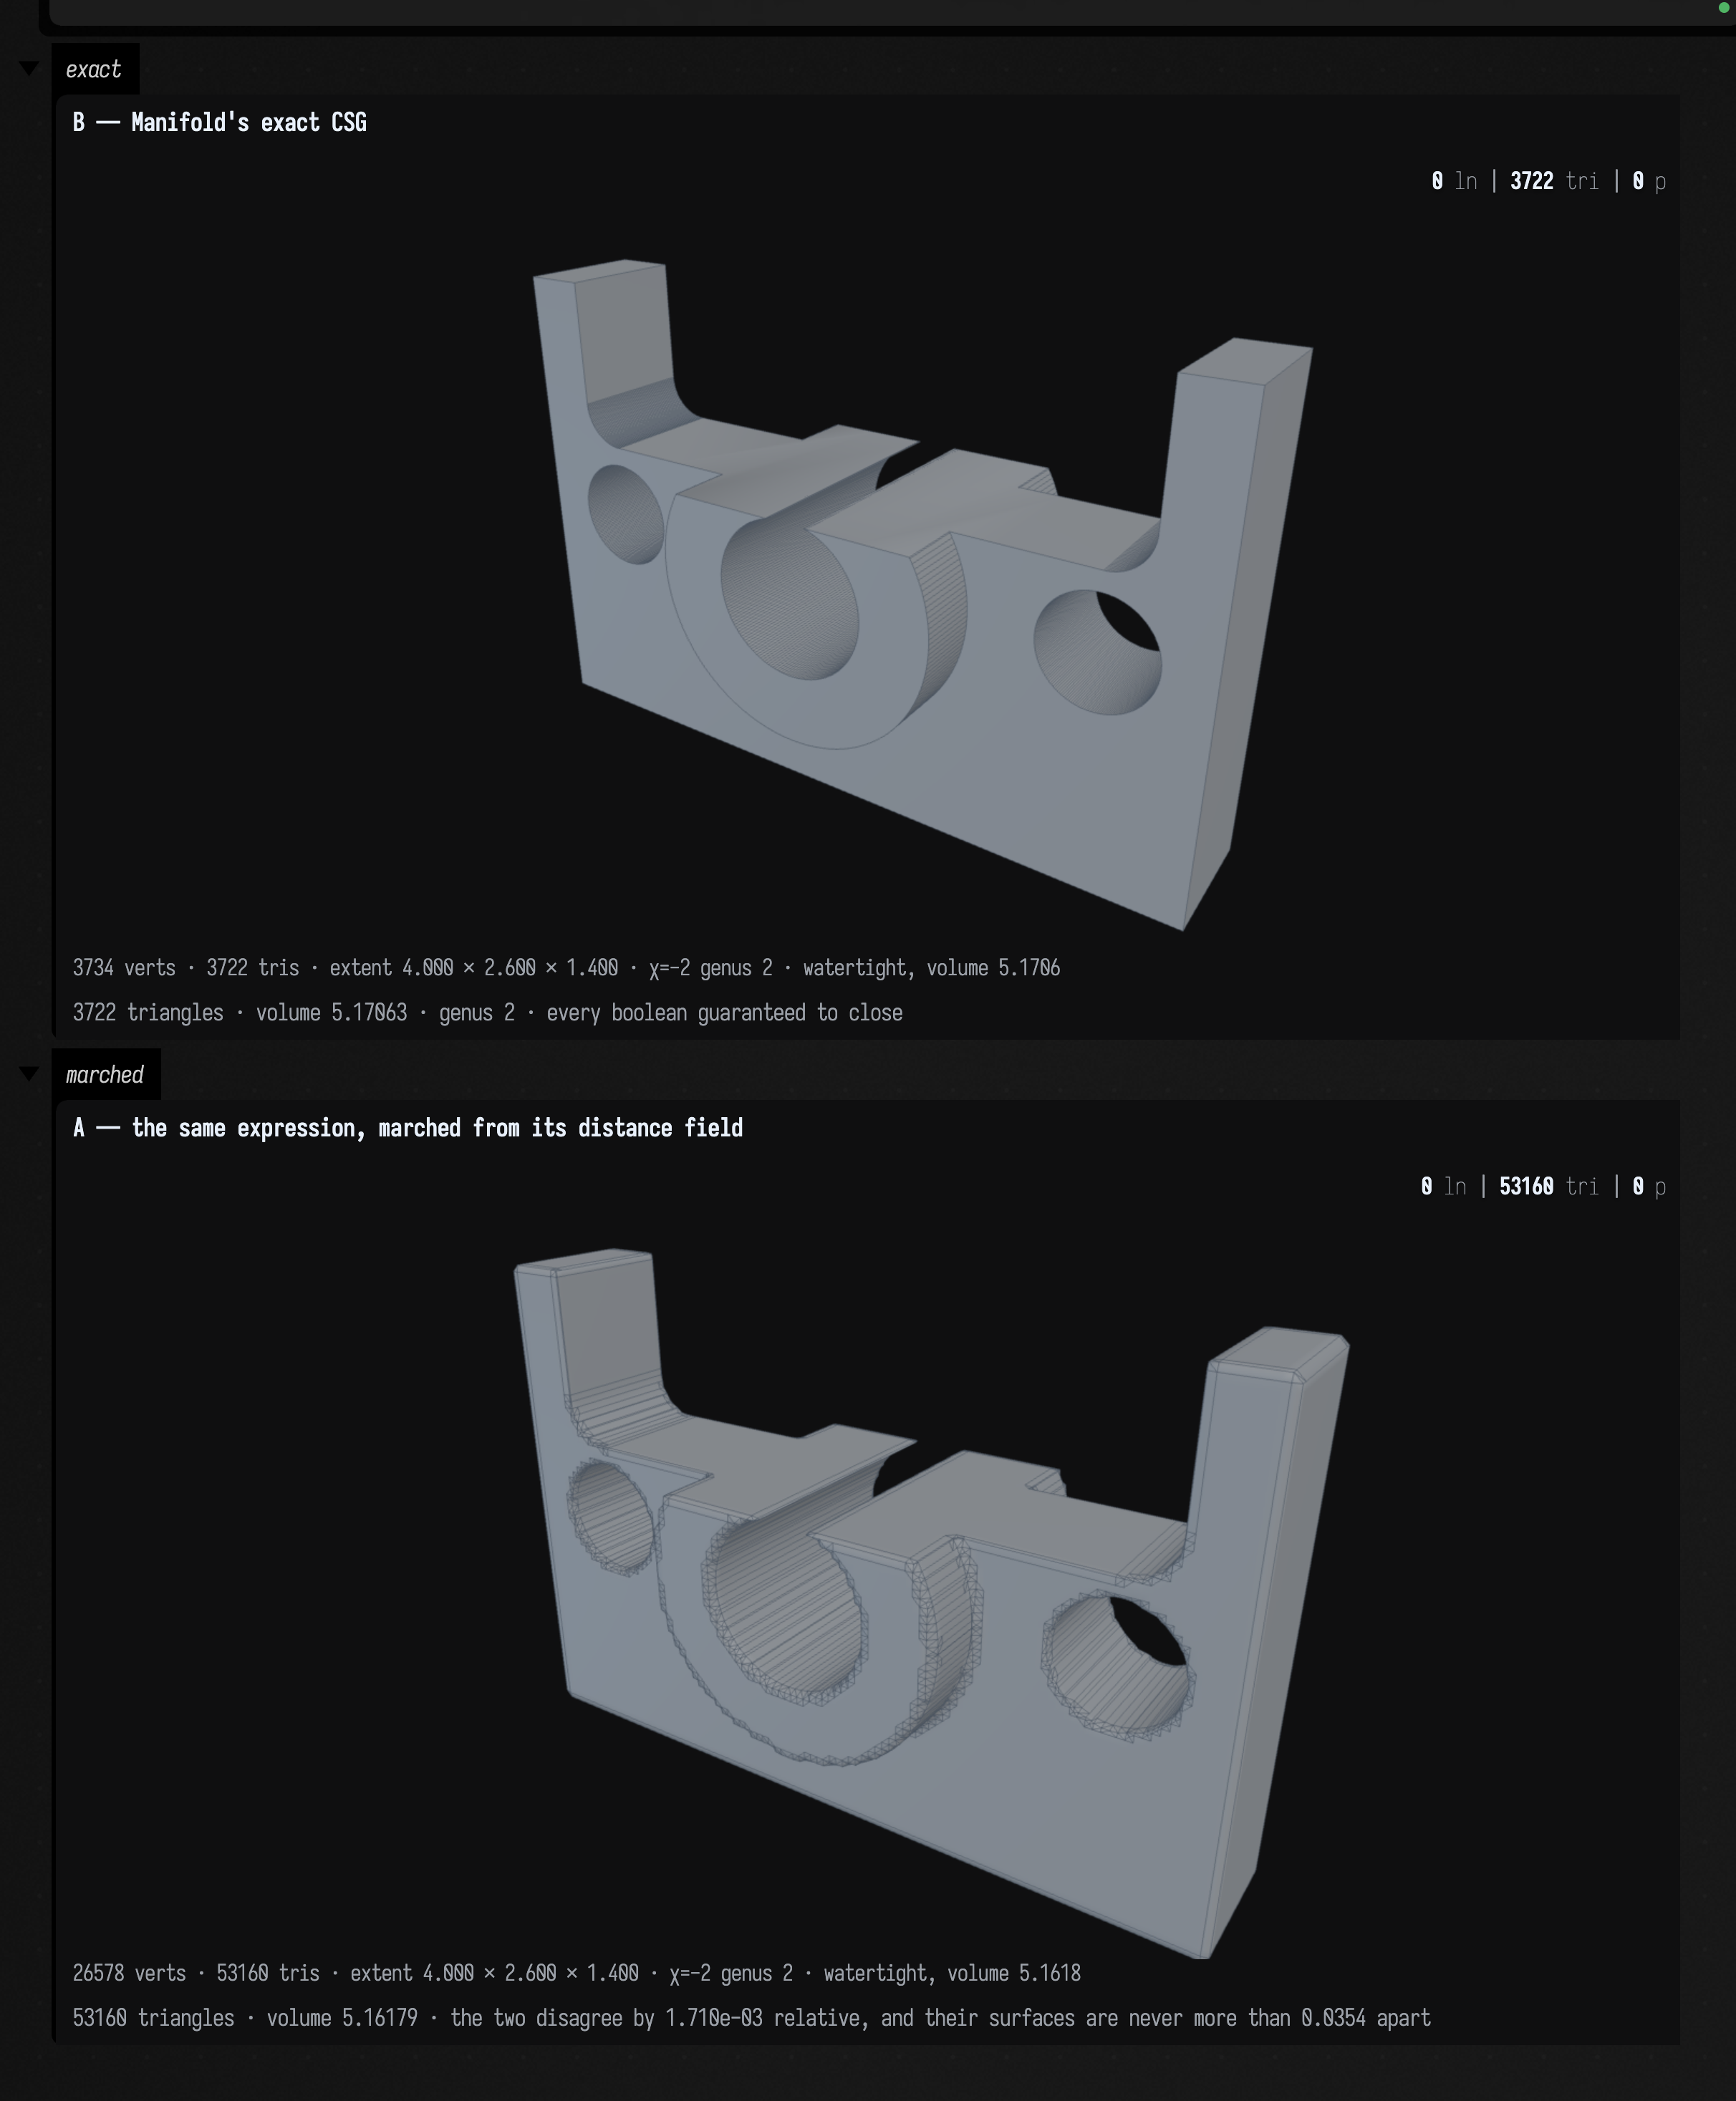 exact
B — Manifold's exact CSG
0 ln | 3722 tri | 0 p
3734 verts · 3722 tris · extent 4.000 × 2.600 × 1.400 · χ=−2 genus 2 · watertight, volume 5.1706
3722 triangles · volume 5.17063 · genus 2 · every boolean guaranteed to close
marched
A — the same expression, marched from its distance field
0 ln | 53160 tri | 0 p
26578 verts · 53160 tris · extent 4.000 × 2.600 × 1.400 · χ=−2 genus 2 · watertight, volume 5.1618
53160 triangles · volume 5.16179 · the two disagree by 1.710e−03 relative, and their surfaces are never more than 0.0354 apart